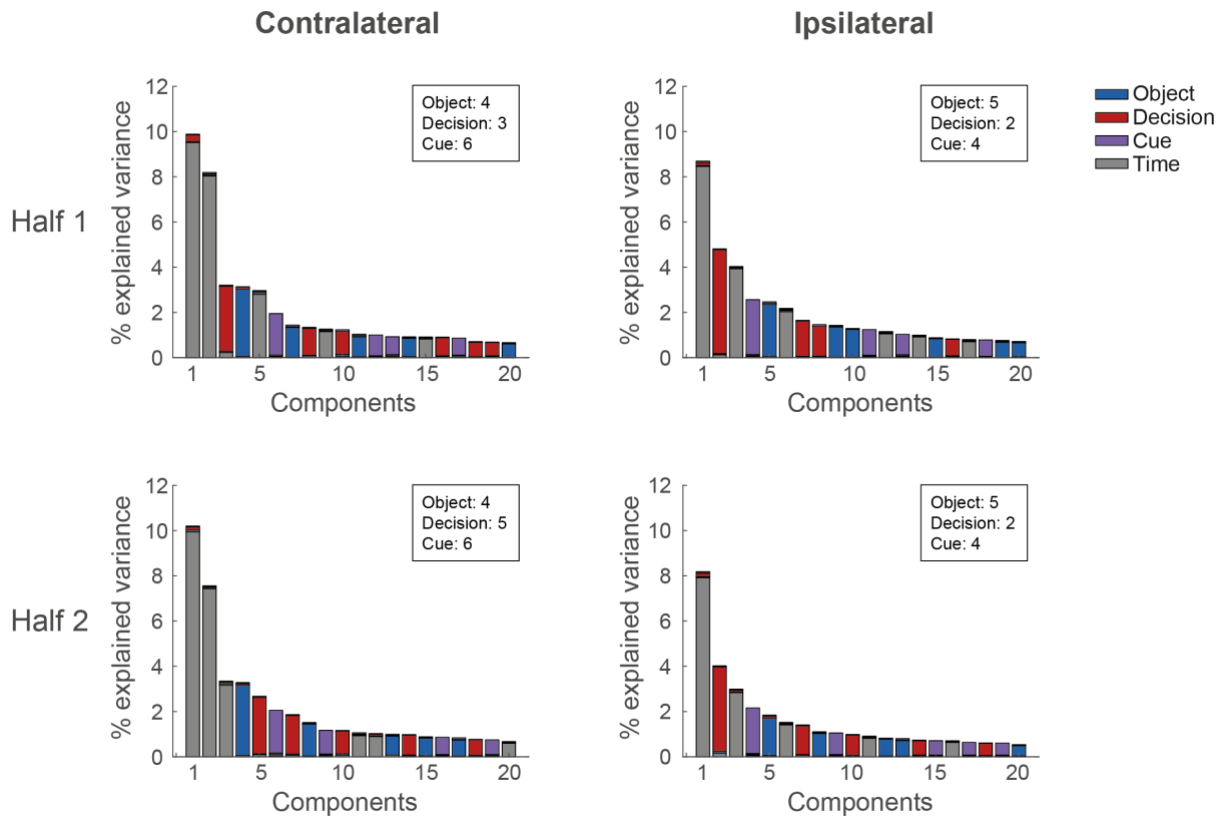 Contralateral
Ipsilateral
Half 1
% explained variance
12
10
8
6
4
2
0
1
5
10
15
20
Components
Object: 4
Decision: 3
Cue: 6
% explained variance
12
10
8
6
4
2
0
1
5
10
15
20
Components
Object: 5
Decision: 2
Cue: 4
Object
Decision
Cue
Time
Half 2
% explained variance
12
10
8
6
4
2
0
1
5
10
15
20
Components
Object: 4
Decision: 5
Cue: 6
% explained variance
12
10
8
6
4
2
0
1
5
10
15
20
Components
Object: 5
Decision: 2
Cue: 4